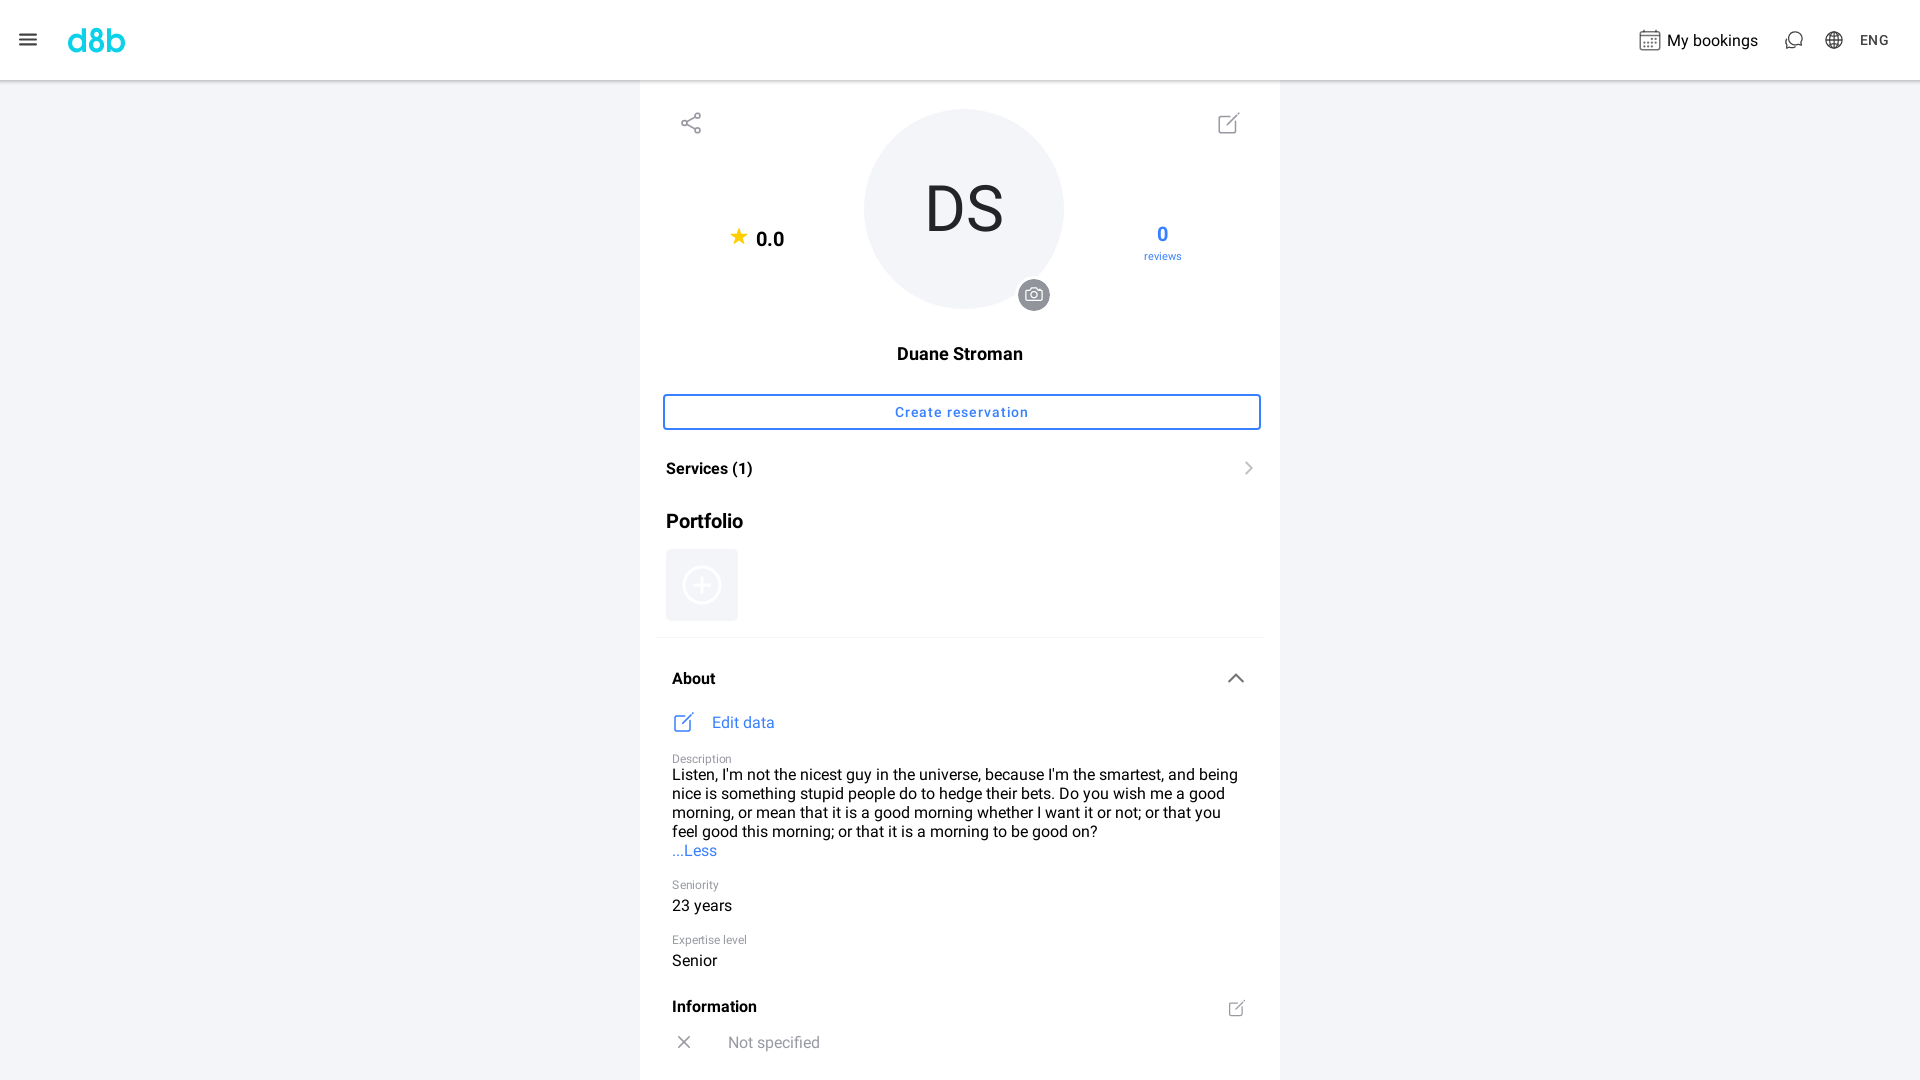 d8b
My bookings
ENG
DS
0.0
0
reviews
Duane Stroman
Create reservation
Services (1)
Portfolio
About
Edit data
Description
Listen, I'm not the nicest guy in the universe, because I'm the smartest, and being
nice is something stupid people do to hedge their bets. Do you wish me a good
morning, or mean that it is a good morning whether I want it or not; or that you
feel good this morning; or that it is a morning to be good on?
...Less
Seniority
23 years
Expertise level
Senior
Information
Not specified